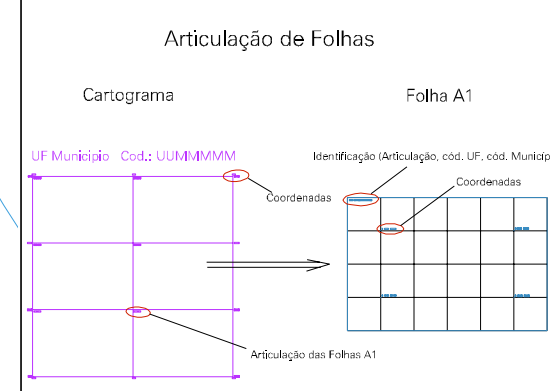 Articulação de Folhas
Cartograma
Folha A1
UF Municipio Cod.: UUMMMMM
Identificação (Articulação, cód. UF, cód. Municíp
Coordenadas
Coordenadas
Articulação das Folhas A1